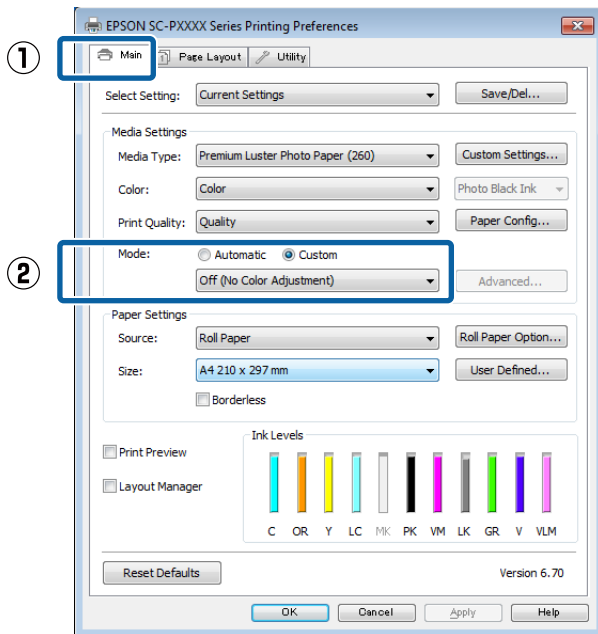 EPSON SC-PXXXX Series Printing Preferences
1 Main Page Layout Utility
Select Setting: Current Settings Save/Del...
Media Settings
Media Type: Premium Luster Photo Paper (260) Custom Settings...
Color: Color Photo Black Ink
Print Quality: Quality Paper Config...
Mode: Automatic Custom
2 Off (No Color Adjustment) Advanced...
Paper Settings
Source: Roll Paper Roll Paper Option...
Size: A4 210 x 297 mm User Defined...
Borderless
Ink Levels
Print Preview
Layout Manager
C OR Y LC MK PK VM LK GR V VLM
Reset Defaults Version 6.70
OK Cancel Apply Help